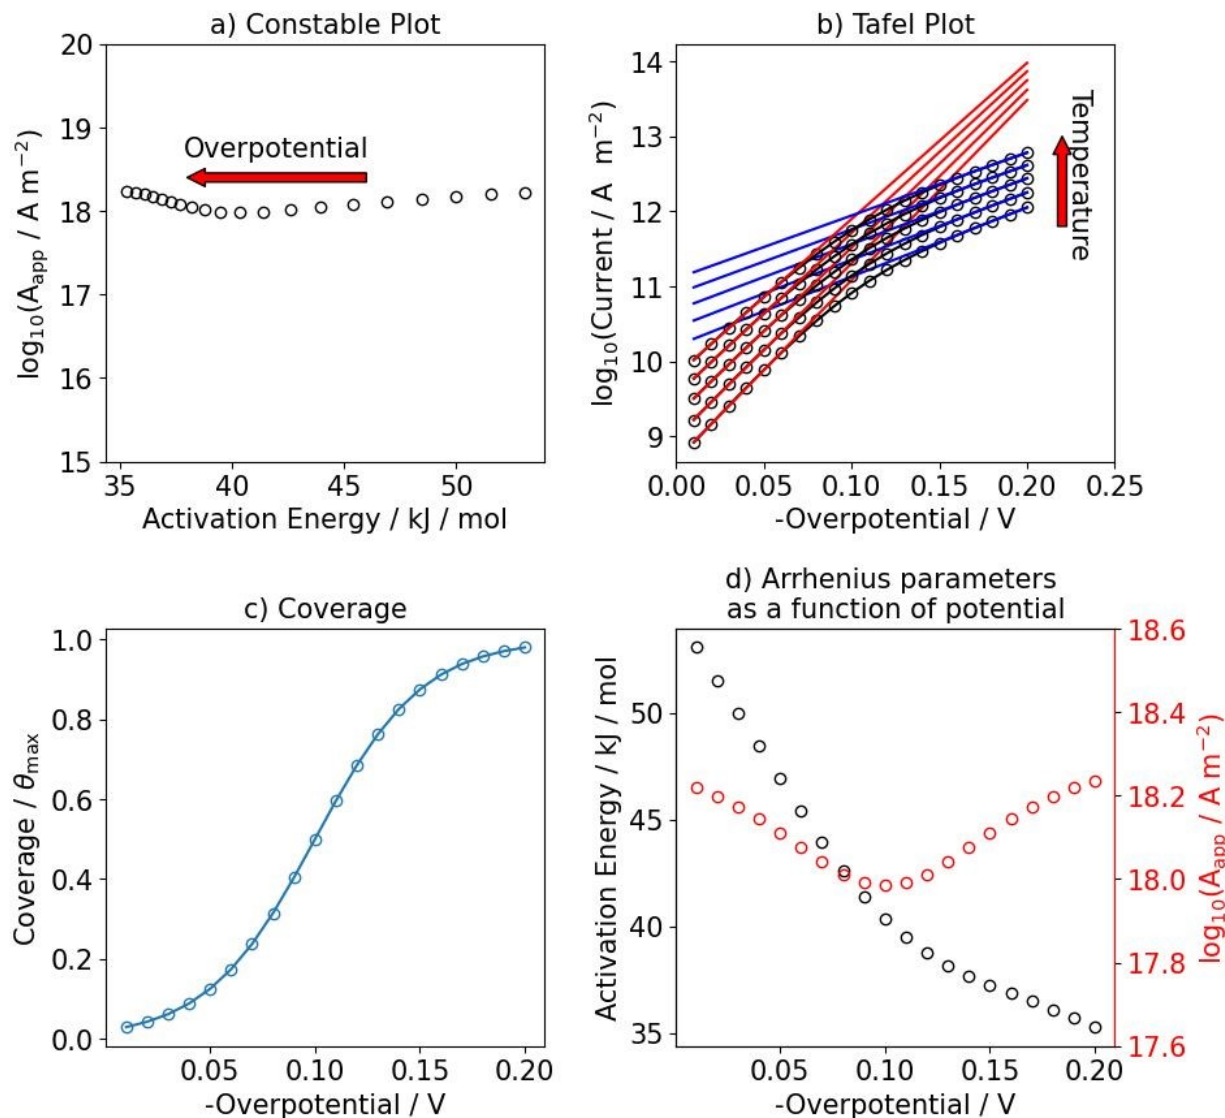 a) Constable Plot
20
19
18
17
16
15
log₁₀(A_app / A m⁻²)
Overpotential
35
40
45
50
Activation Energy / kJ / mol
b) Tafel Plot
14
13
12
11
10
9
log₁₀(Current / A m⁻²)
Temperature
0.00
0.05
0.10
0.15
0.20
0.25
-Overpotential / V
c) Coverage
1.0
0.8
0.6
0.4
0.2
0.0
Coverage / θ_max
0.05
0.10
0.15
0.20
-Overpotential / V
d) Arrhenius parameters
as a function of potential
50
45
40
35
Activation Energy / kJ / mol
18.6
18.4
18.2
18.0
17.8
17.6
log₁₀(A_app / A m⁻²)
0.00
0.05
0.10
0.15
0.20
-Overpotential / V